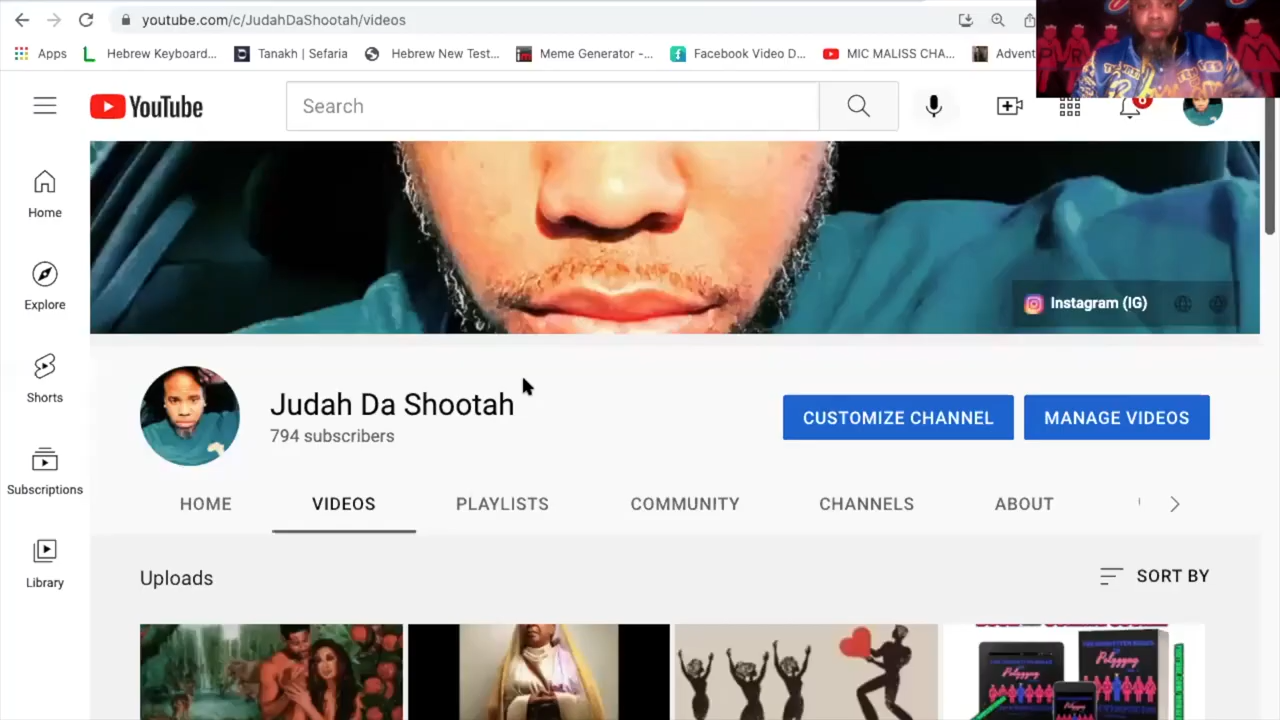 youtube.com/c/JudahDaShootah/videos
Apps Hebrew Keyboard... Tanakh | Sefaria Hebrew New Test... Meme Generator -... Facebook Video D... MIC MALISS CHA... Advent
YouTube
Search
Home
Explore
Shorts
Subscriptions
Library
Instagram (IG)
Judah Da Shootah
794 subscribers
CUSTOMIZE CHANNEL
MANAGE VIDEOS
HOME VIDEOS PLAYLISTS COMMUNITY CHANNELS ABOUT
Uploads
SORT BY